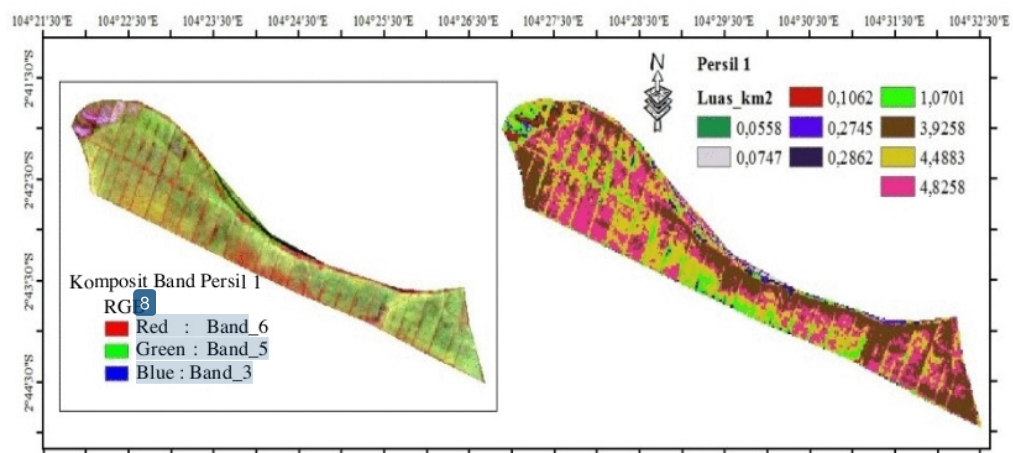 104°21'30"E 104°22'30"E 104°23'30"E 104°24'30"E 104°25'30"E 104°26'30"E 104°27'30"E 104°28'30"E 104°29'30"E 104°30'30"E 104°31'30"E 104°32'30"E
2°41'30"S
2°42'30"S
2°43'30"S
2°44'30"S
Komposit Band Persil 1
RGB
8
Red : Band_6
Green : Band_5
Blue : Band_3
N
Persil 1
Luas_km2
0,0558
0,0747
0,1062
0,2745
0,2862
1,0701
3,9258
4,4883
4,8258